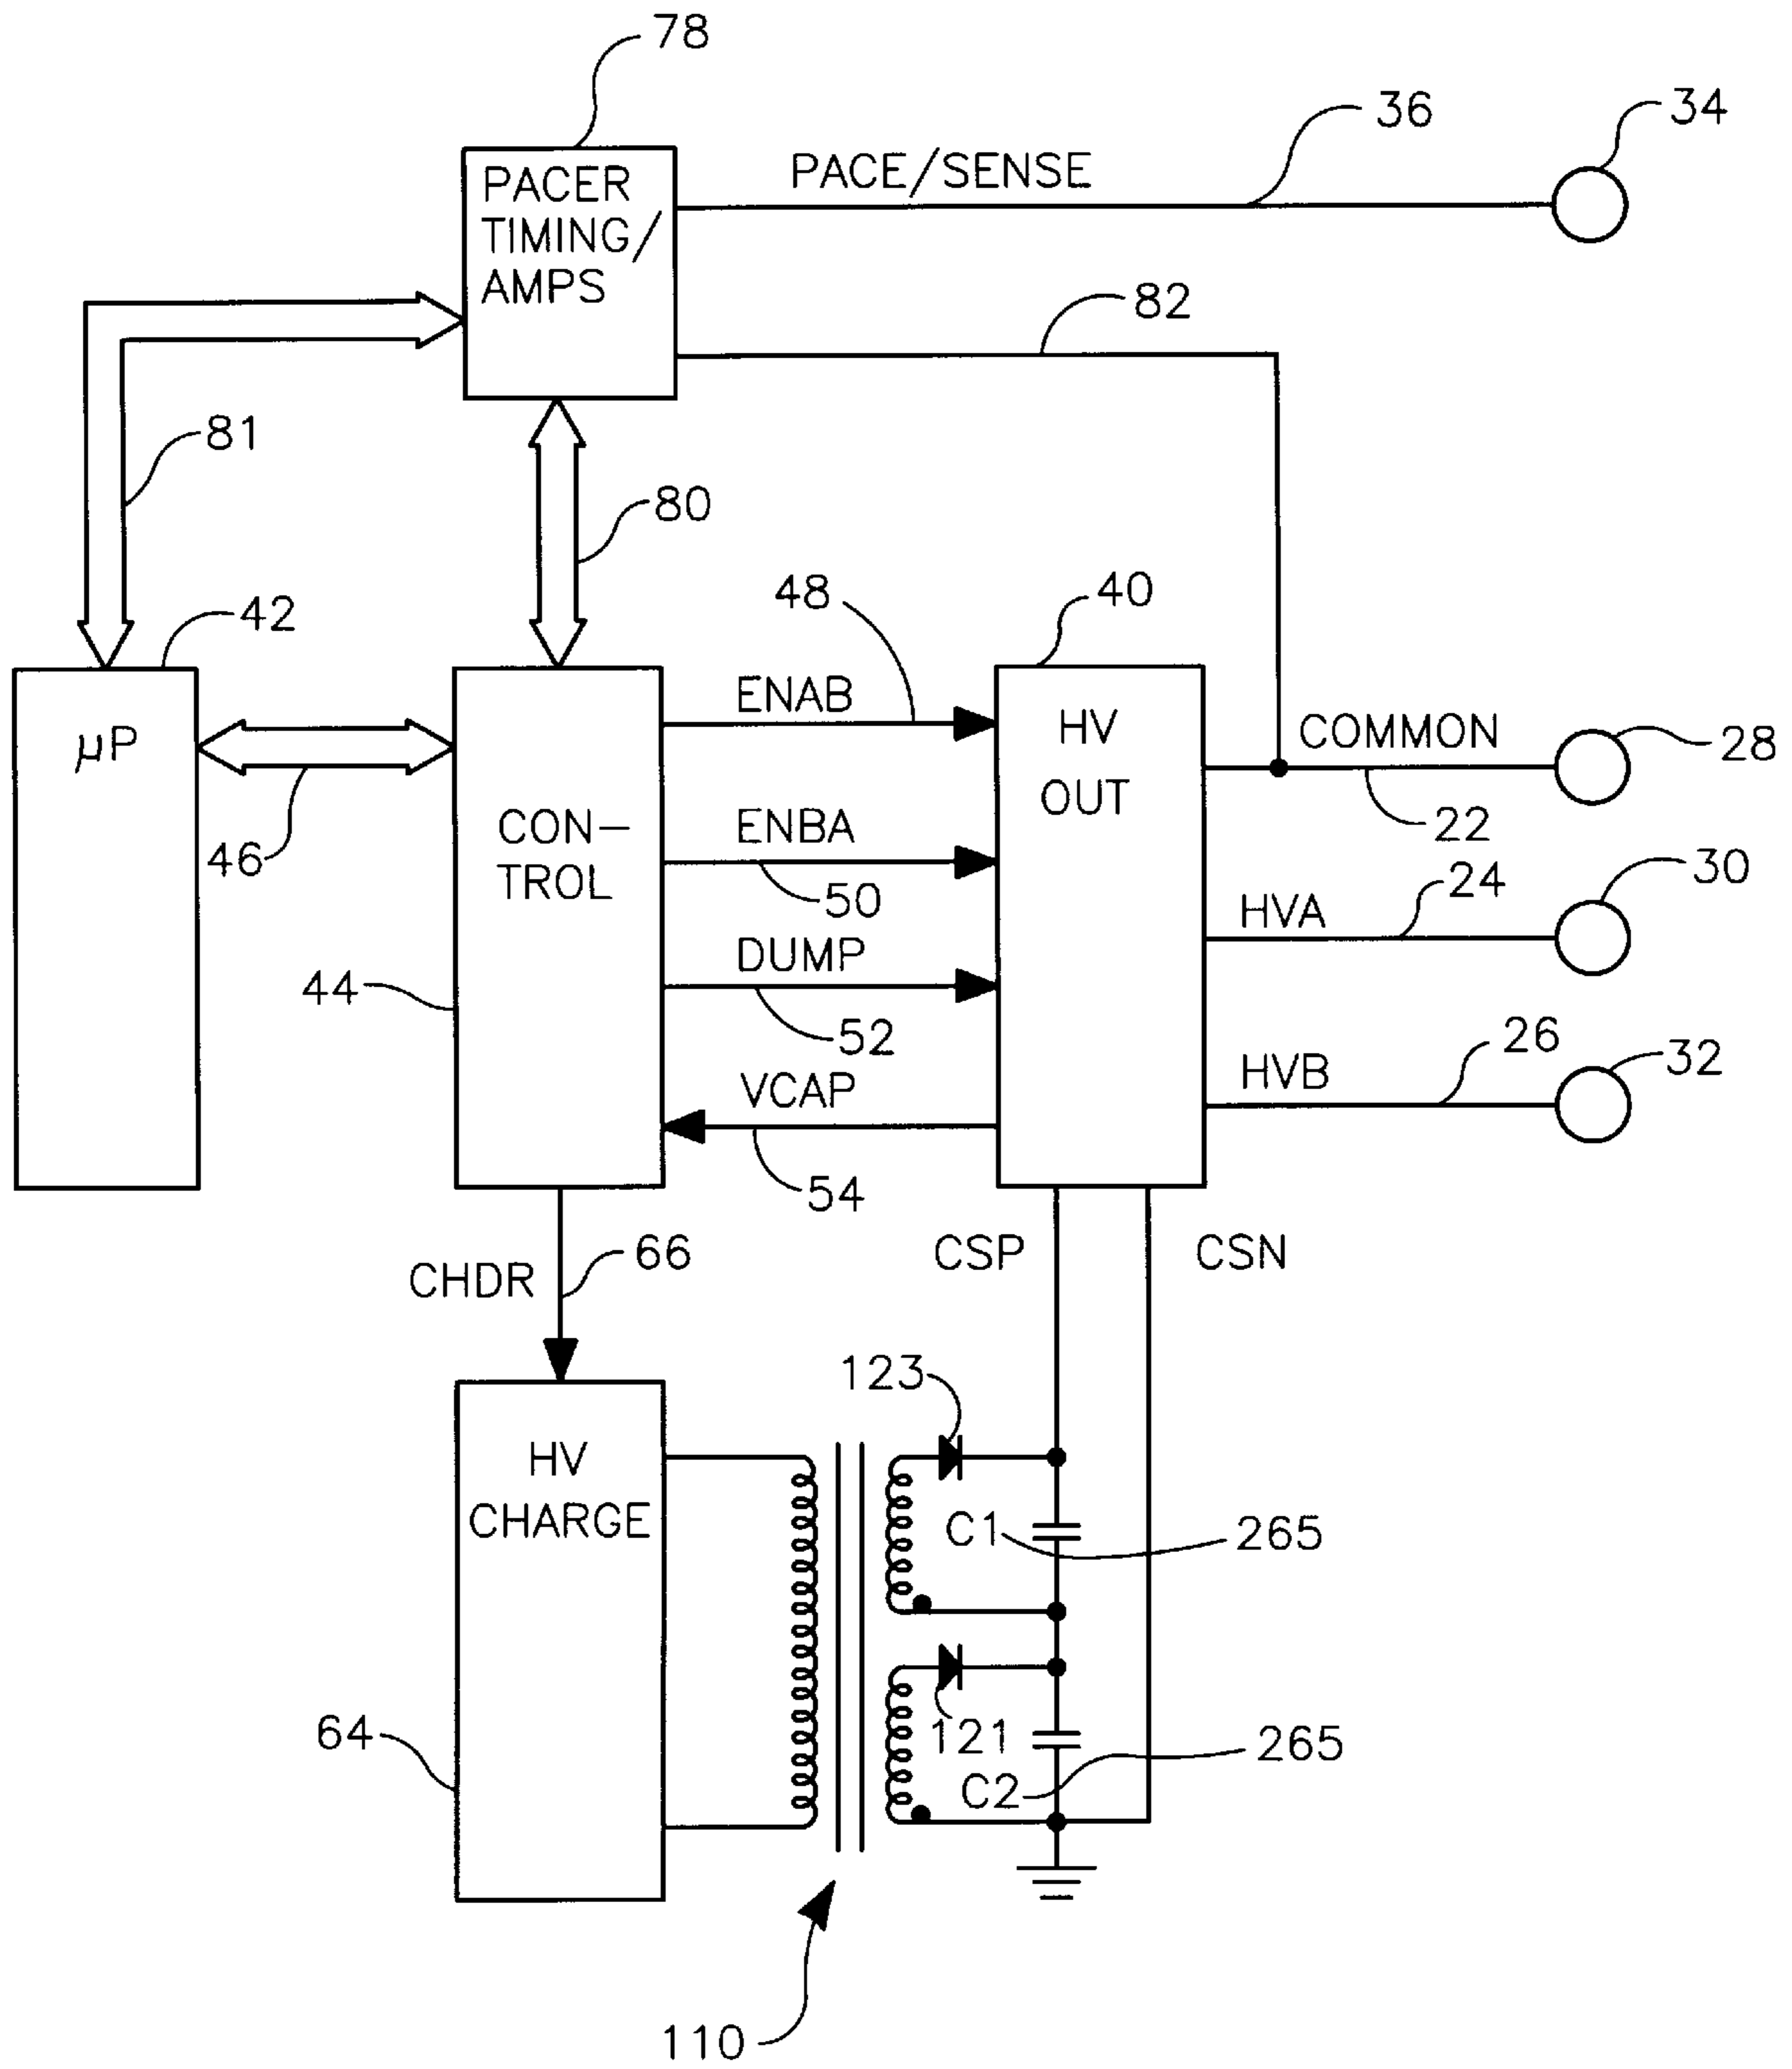 78
36
34
PACER
TIMING/
AMPS
PACE/SENSE
82
81
80
42
48
40
μP
ENAB
HV
OUT
COMMON
28
22
46
CON-
TROL
ENBA
50
30
24
HVA
DUMP
44
52
26
32
HVB
VCAP
54
CSP
CSN
CHDR
66
123
HV
CHARGE
C1
265
64
121
C2
265
110